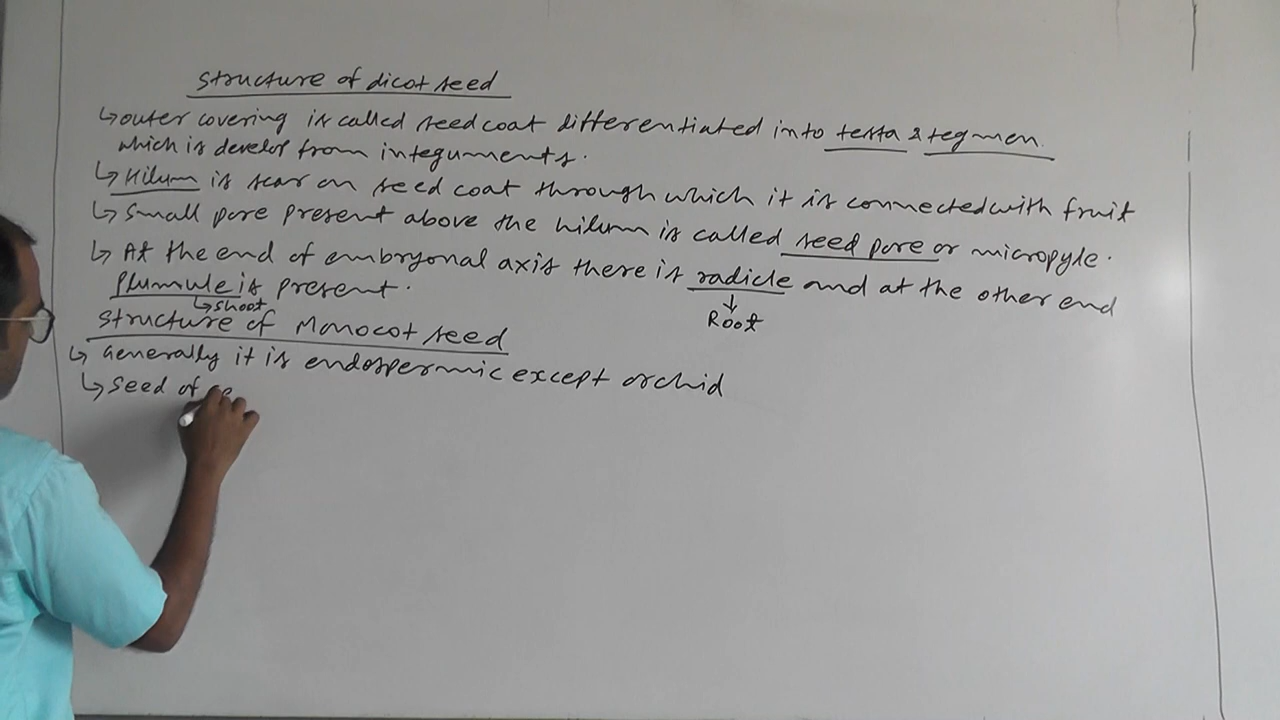 Structure of dicot seed
↳ outer covering is called seed coat differentiated into testa & tegmen
which is develop from integuments.
↳ Hilum is scar on seed coat through which it is connected with fruit
↳ Small pore present above the hilum is called seed pore or micropyle.
↳ At the end of embryonal axis there is radicle and at the other end
Plumule is present.
↳ shoot
↓
Root
Structure of Monocot seed
↳ Generally it is endospermic except orchid
↳ Seed of